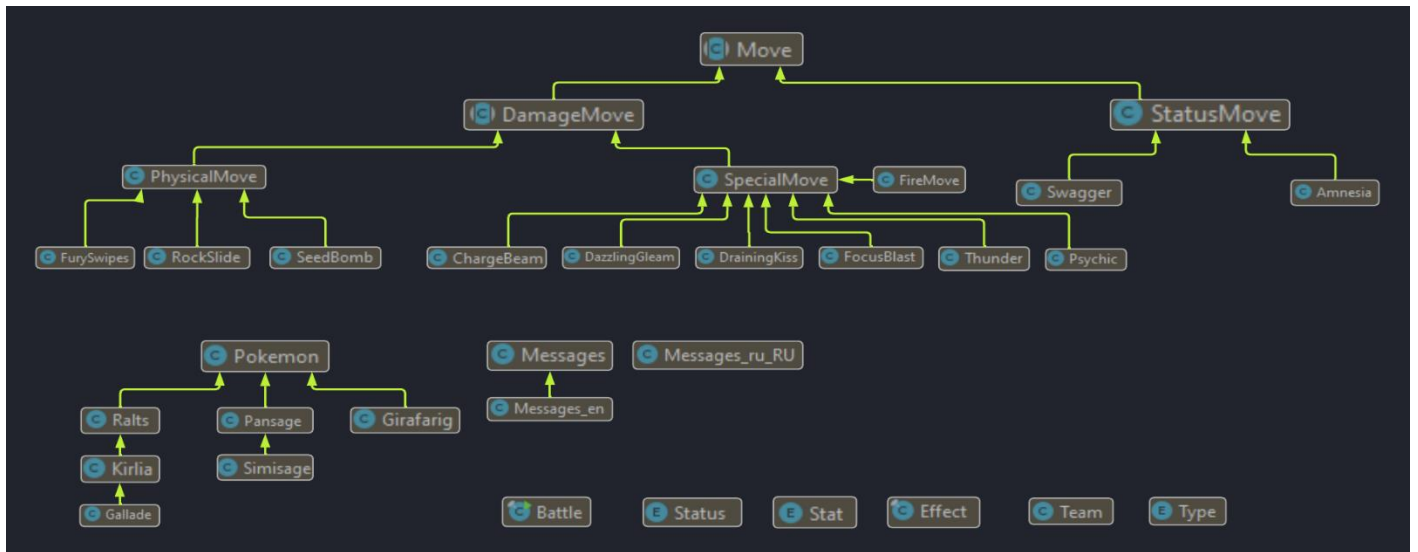 Move
DamageMove
StatusMove
PhysicalMove
SpecialMove
FireMove
Swagger
Amnesia
FurySwipes
RockSlide
SeedBomb
ChargeBeam
DazzlingGleam
DrainingKiss
FocusBlast
Thunder
Psychic
Pokemon
Messages
Messages_ru_RU
Ralts
Pansage
Girafarig
Messages_en
Kirlia
Simisage
Gallade
Battle
Status
Stat
Effect
Team
Type